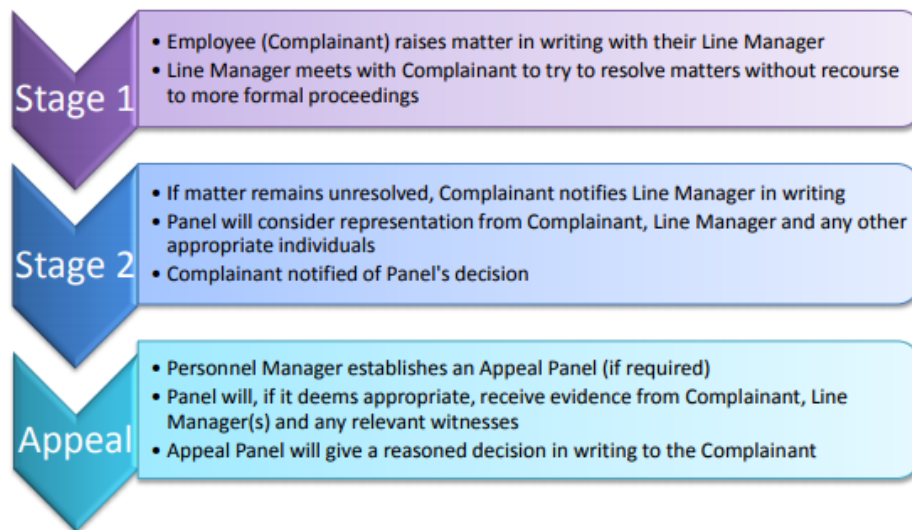 Stage 1
• Employee (Complainant) raises matter in writing with their Line Manager
• Line Manager meets with Complainant to try to resolve matters without recourse
to more formal proceedings
Stage 2
• If matter remains unresolved, Complainant notifies Line Manager in writing
• Panel will consider representation from Complainant, Line Manager and any other
appropriate individuals
• Complainant notified of Panel's decision
Appeal
• Personnel Manager establishes an Appeal Panel (if required)
• Panel will, if it deems appropriate, receive evidence from Complainant, Line
Manager(s) and any relevant witnesses
• Appeal Panel will give a reasoned decision in writing to the Complainant